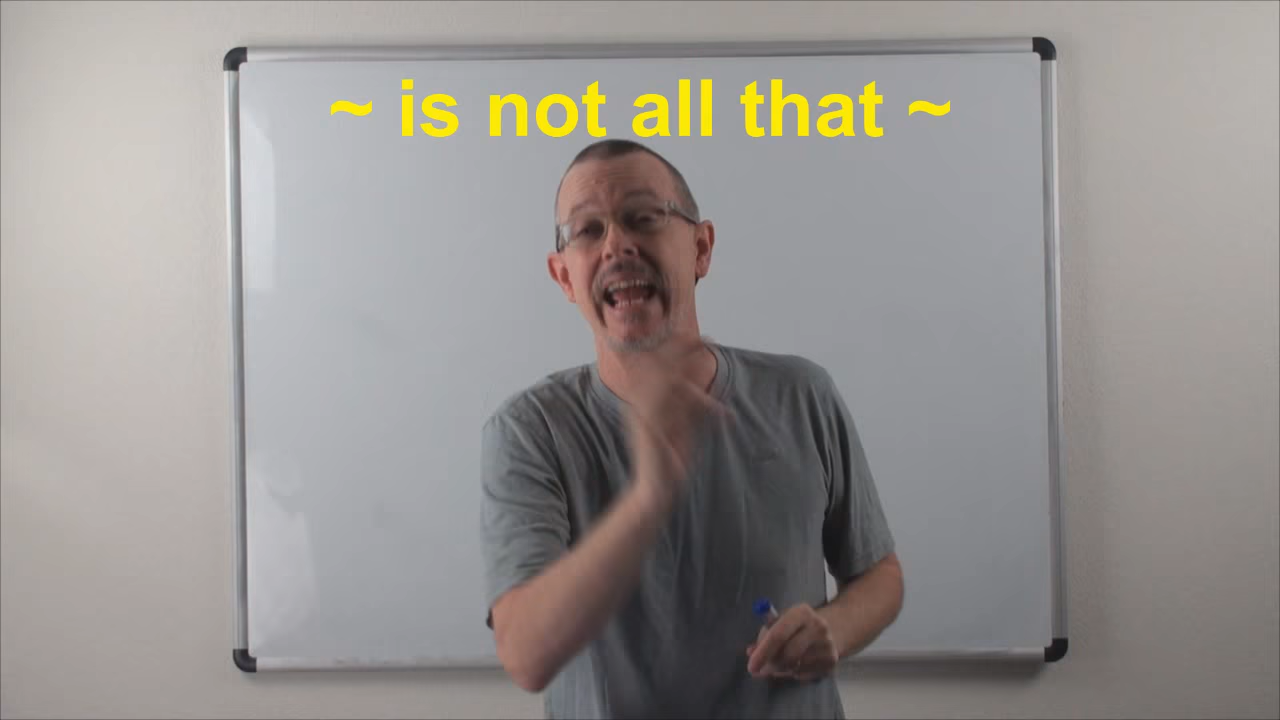 ~ is not all that ~